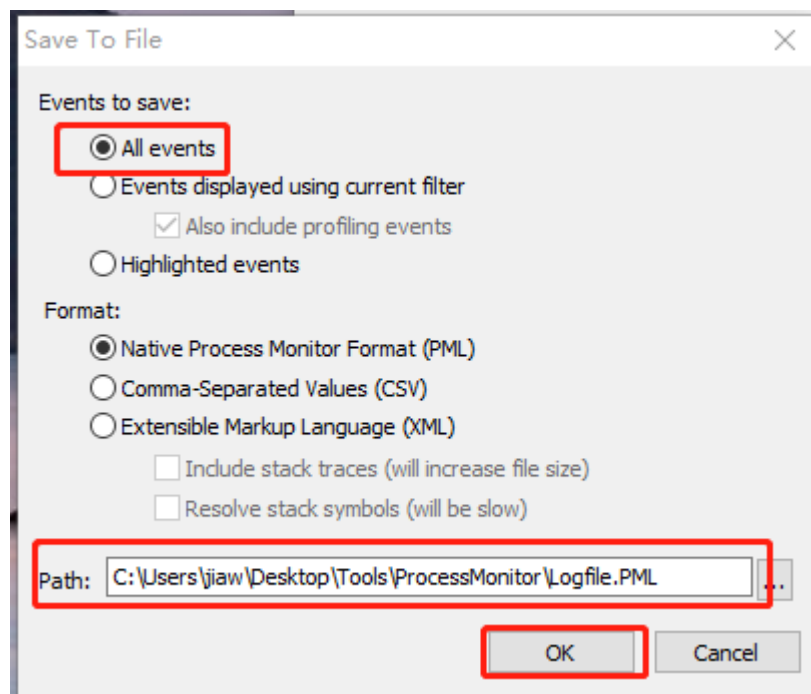 Save To File
Events to save:
All events
Events displayed using current filter
Also include profiling events
Highlighted events
Format:
Native Process Monitor Format (PML)
Comma-Separated Values (CSV)
Extensible Markup Language (XML)
Include stack traces (will increase file size)
Resolve stack symbols (will be slow)
Path: C:\Users\jiaw\Desktop\Tools\ProcessMonitor\Logfile.PML ...
OK Cancel